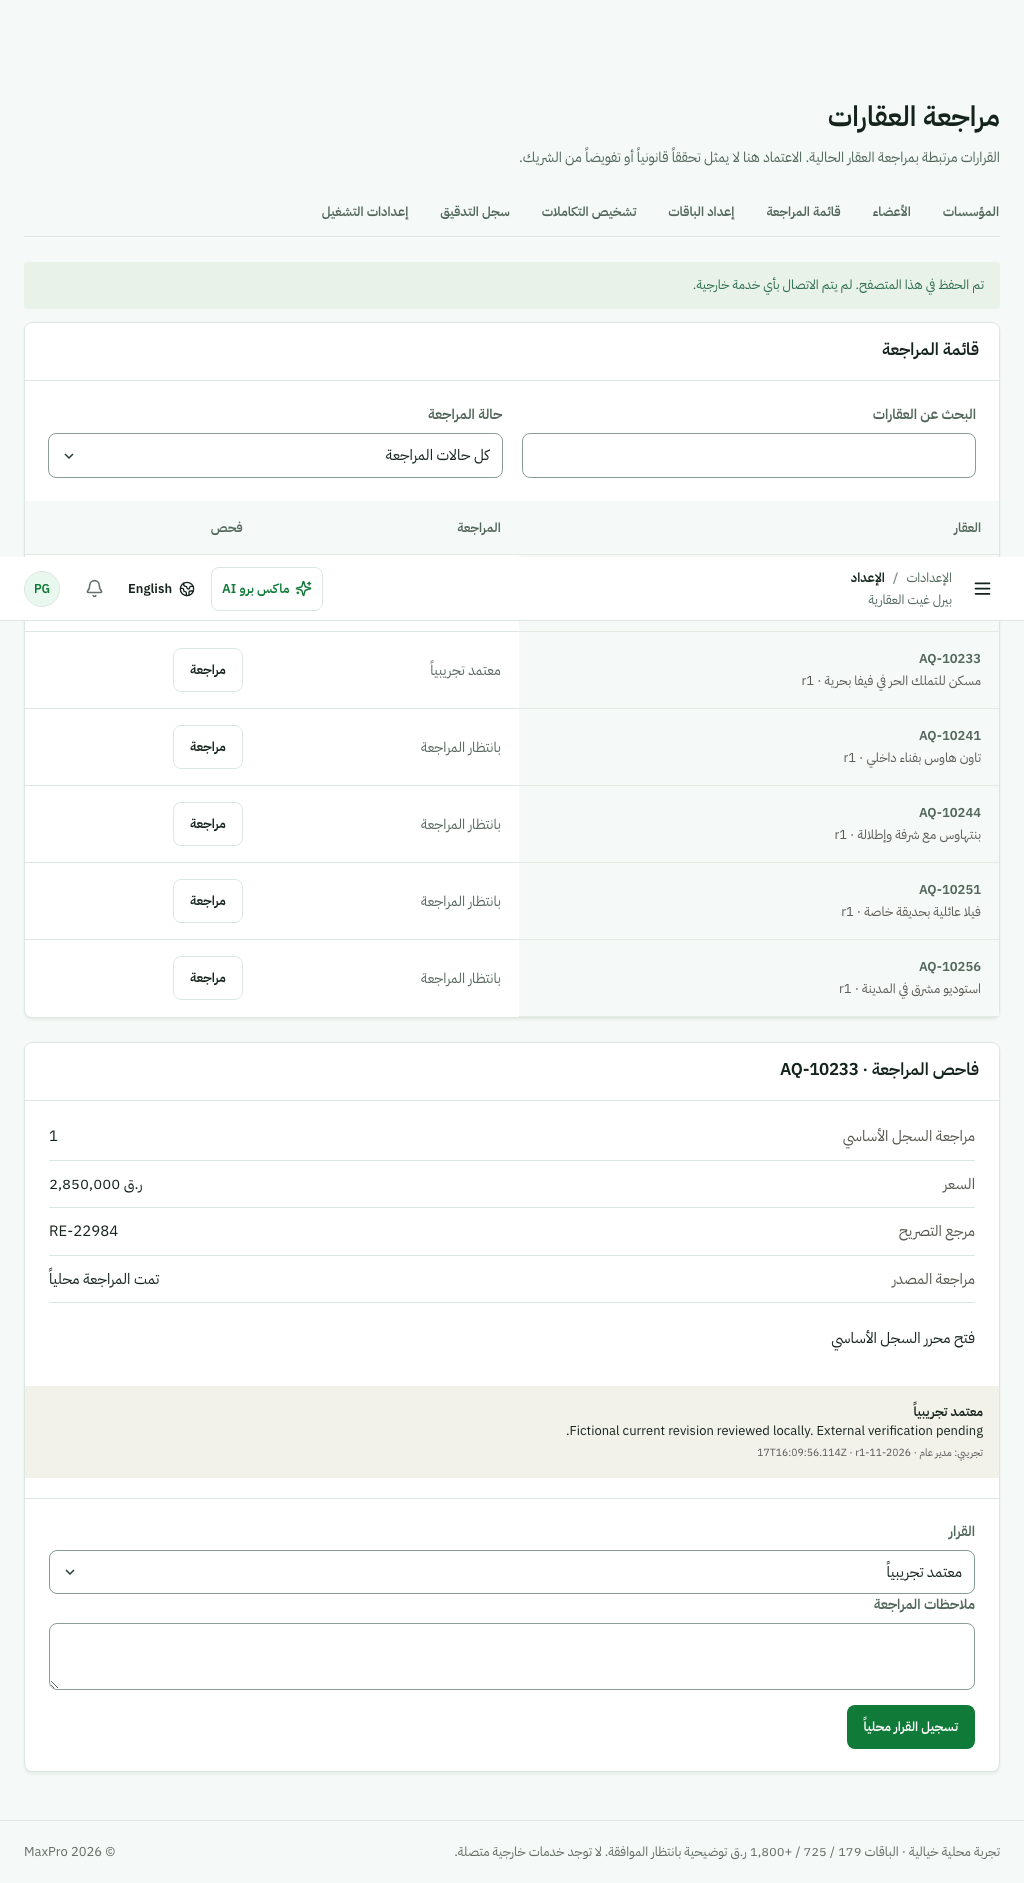 مراجعة العقارات
القرارات مرتبطة بمراجعة العقار الحالية. الاعتماد هنا لا يمثل تحققاً قانونياً أو تفويضاً من الشريك.
المؤسسات
الأعضاء
قائمة المراجعة
إعداد الباقات
تشخيص التكاملات
سجل التدقيق
إعدادات التشغيل
تم الحفظ في هذا المتصفح. لم يتم الاتصال بأي خدمة خارجية.
قائمة المراجعة
البحث عن العقارات
حالة المراجعة
كل حالات المراجعة
العقار
المراجعة
فحص
الإعدادات / الإعداد
بيرل غيت العقارية
ماكس برو AI
English
PG
AQ-10233
مسكن للتملك الحر في فيفا بحرية · r1
معتمد تجريبياً
مراجعة
AQ-10241
تاون هاوس بفناء داخلي · r1
بانتظار المراجعة
مراجعة
AQ-10244
بنتهاوس مع شرفة وإطلالة · r1
بانتظار المراجعة
مراجعة
AQ-10251
فيلا عائلية بحديقة خاصة · r1
بانتظار المراجعة
مراجعة
AQ-10256
استوديو مشرق في المدينة · r1
بانتظار المراجعة
مراجعة
فاحص المراجعة · AQ-10233
مراجعة السجل الأساسي
1
السعر
2,850,000 ر.ق
مرجع التصريح
RE-22984
مراجعة المصدر
تمت المراجعة محلياً
فتح محرر السجل الأساسي
معتمد تجريبياً
Fictional current revision reviewed locally. External verification pending.
تجريبي: مدير عام · r1 · 2026-11-17T16:09:56.114Z
القرار
معتمد تجريبياً
ملاحظات المراجعة
تسجيل القرار محلياً
تجربة محلية خيالية · الباقات 179 / 725 / +1,800 ر.ق توضيحية بانتظار الموافقة. لا توجد خدمات خارجية متصلة.
© 2026 MaxPro